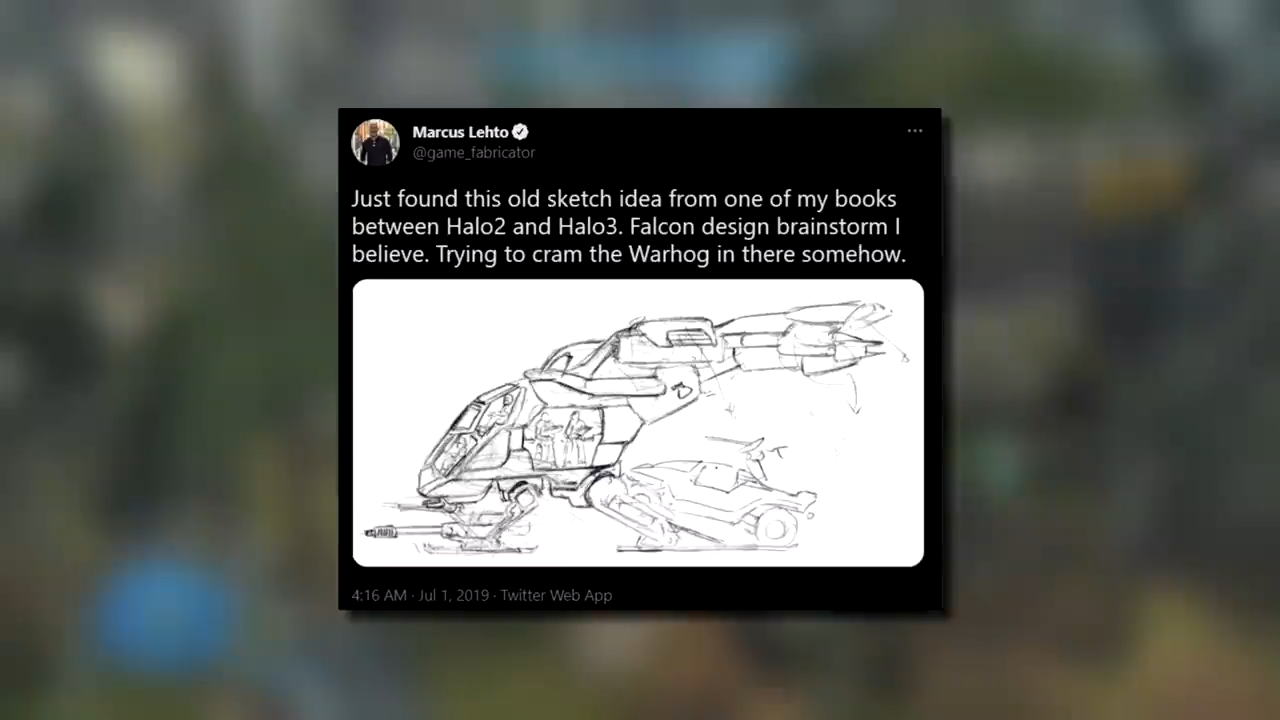 Marcus Lehto
@game_fabricator
Just found this old sketch idea from one of my books
between Halo2 and Halo3. Falcon design brainstorm I
believe. Trying to cram the Warhog in there somehow.
4:16 AM · Jul 1, 2019 · Twitter Web App